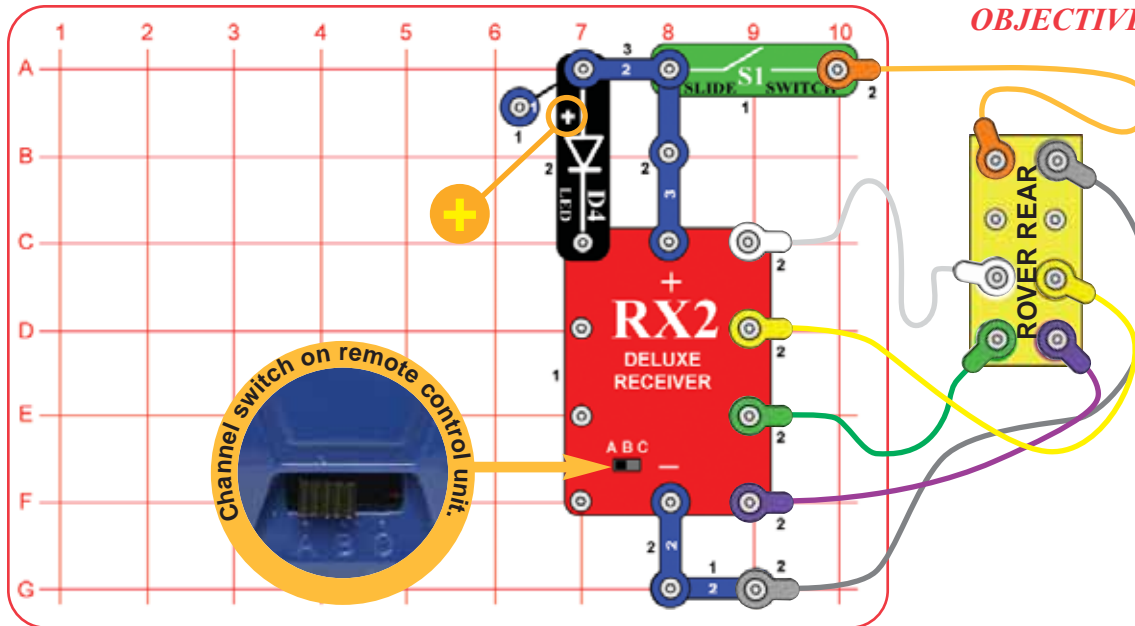 OBJECTIVE
1 2 3 4 5 6 7 8 9 10
A
B
C
D
E
F
G
3
2
S1
SLIDE SWITCH
1
2
1
1
+
2
D4
LED
2
3
+
2
+
RX2
DELUXE
RECEIVER
2
1
2
A B C
–
2
2
2
1
2
2
ROVER REAR
Channel switch on remote control unit.
A B C